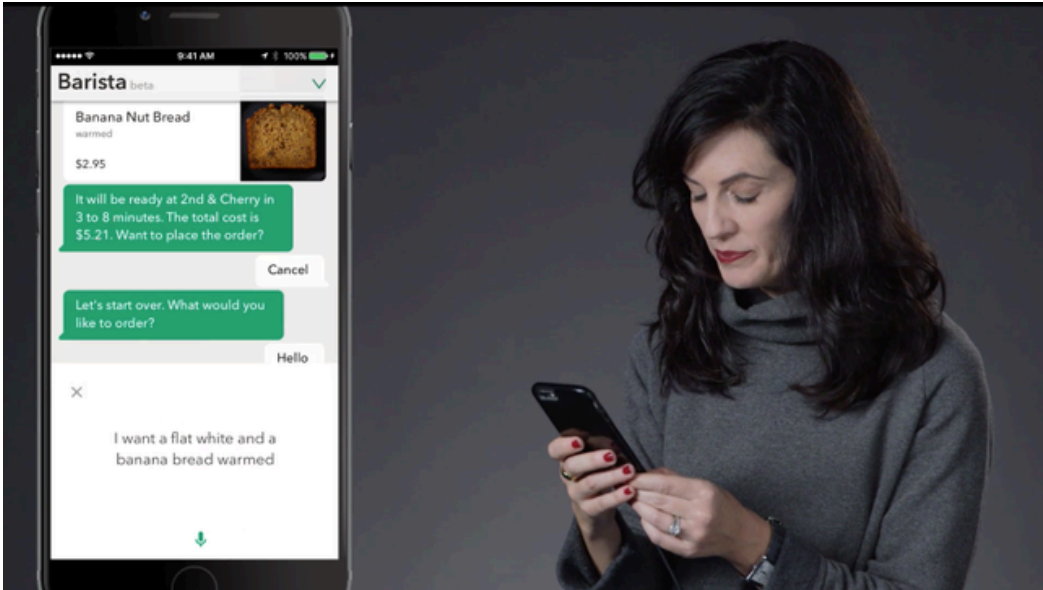 9:41 AM
100%
Barista beta
Banana Nut Bread
warmed
$2.95
It will be ready at 2nd & Cherry in
3 to 8 minutes. The total cost is
$5.21. Want to place the order?
Cancel
Let's start over. What would you
like to order?
Hello
I want a flat white and a
banana bread warmed